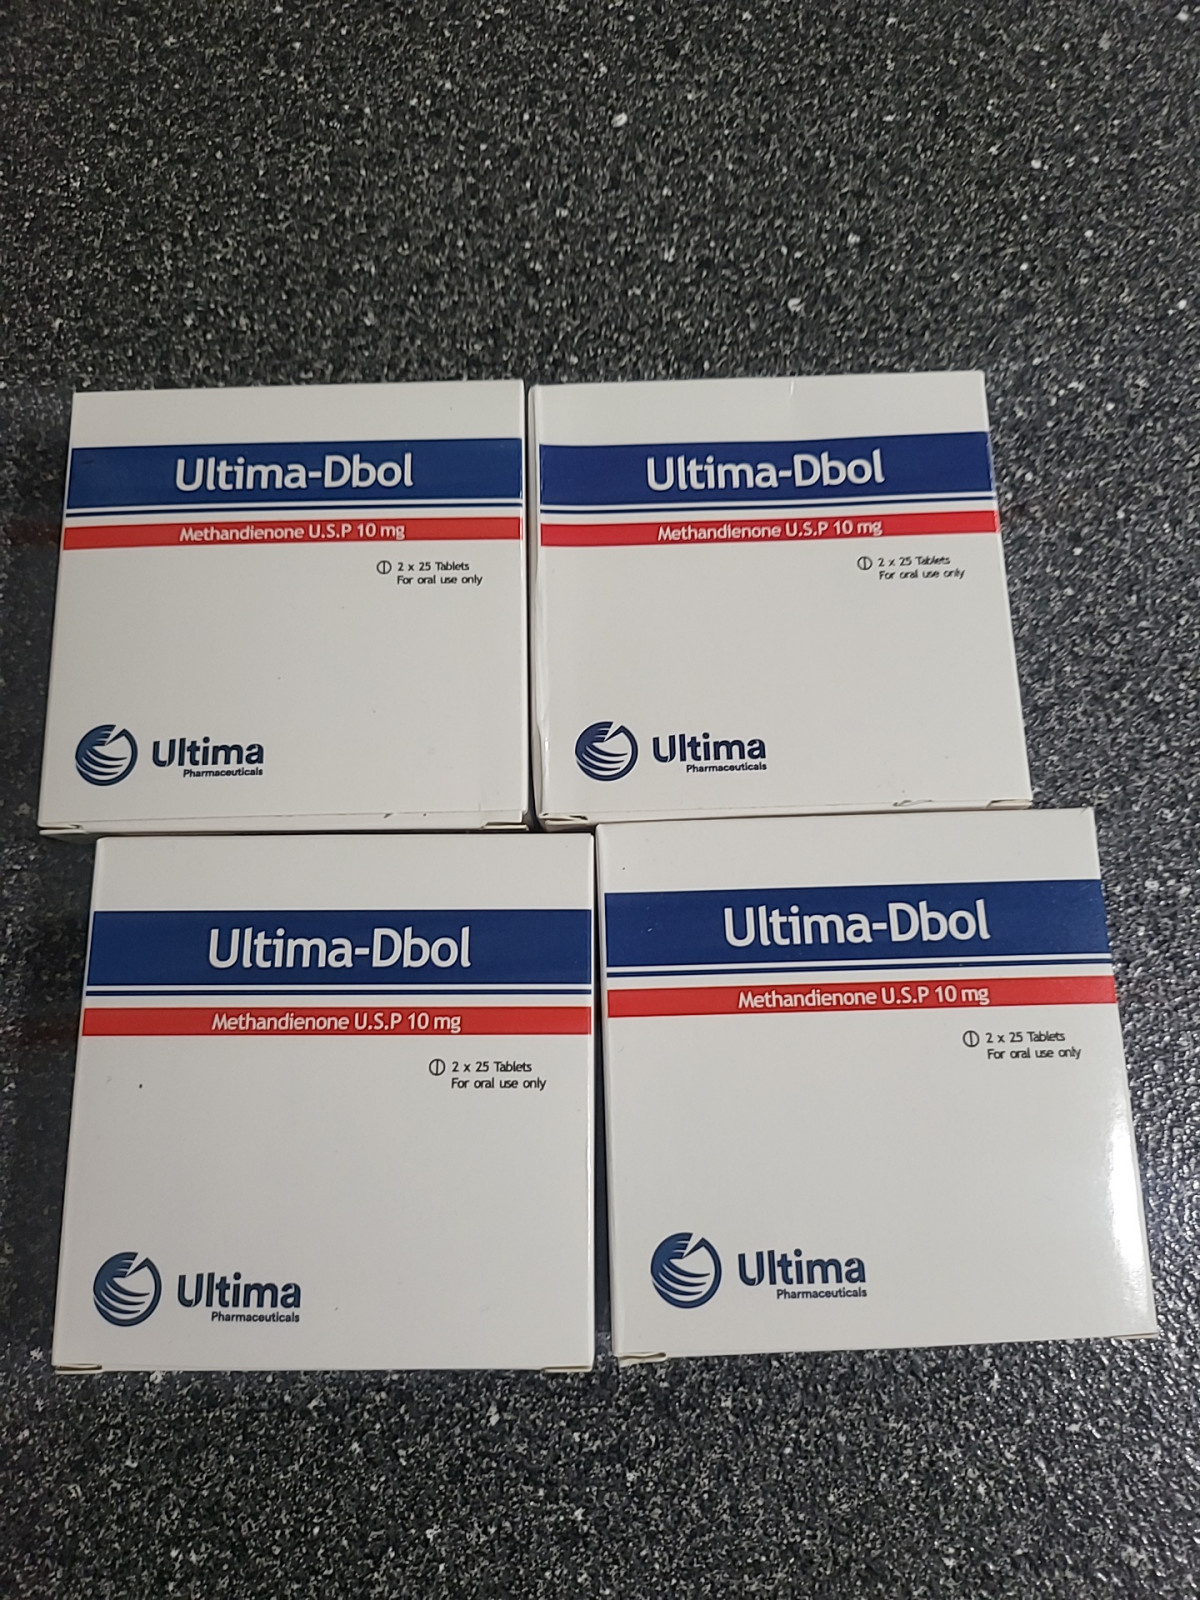 Ultima-Dbol
Methandienone U.S.P 10 mg
2 x 25 Tablets
For oral use only
Ultima
Pharmaceuticals
Ultima-Dbol
Methandienone U.S.P 10 mg
2 x 25 Tablets
For oral use only
Ultima
Pharmaceuticals
Ultima-Dbol
Methandienone U.S.P 10 mg
2 x 25 Tablets
For oral use only
Ultima
Pharmaceuticals
Ultima-Dbol
Methandienone U.S.P 10 mg
2 x 25 Tablets
For oral use only
Ultima
Pharmaceuticals